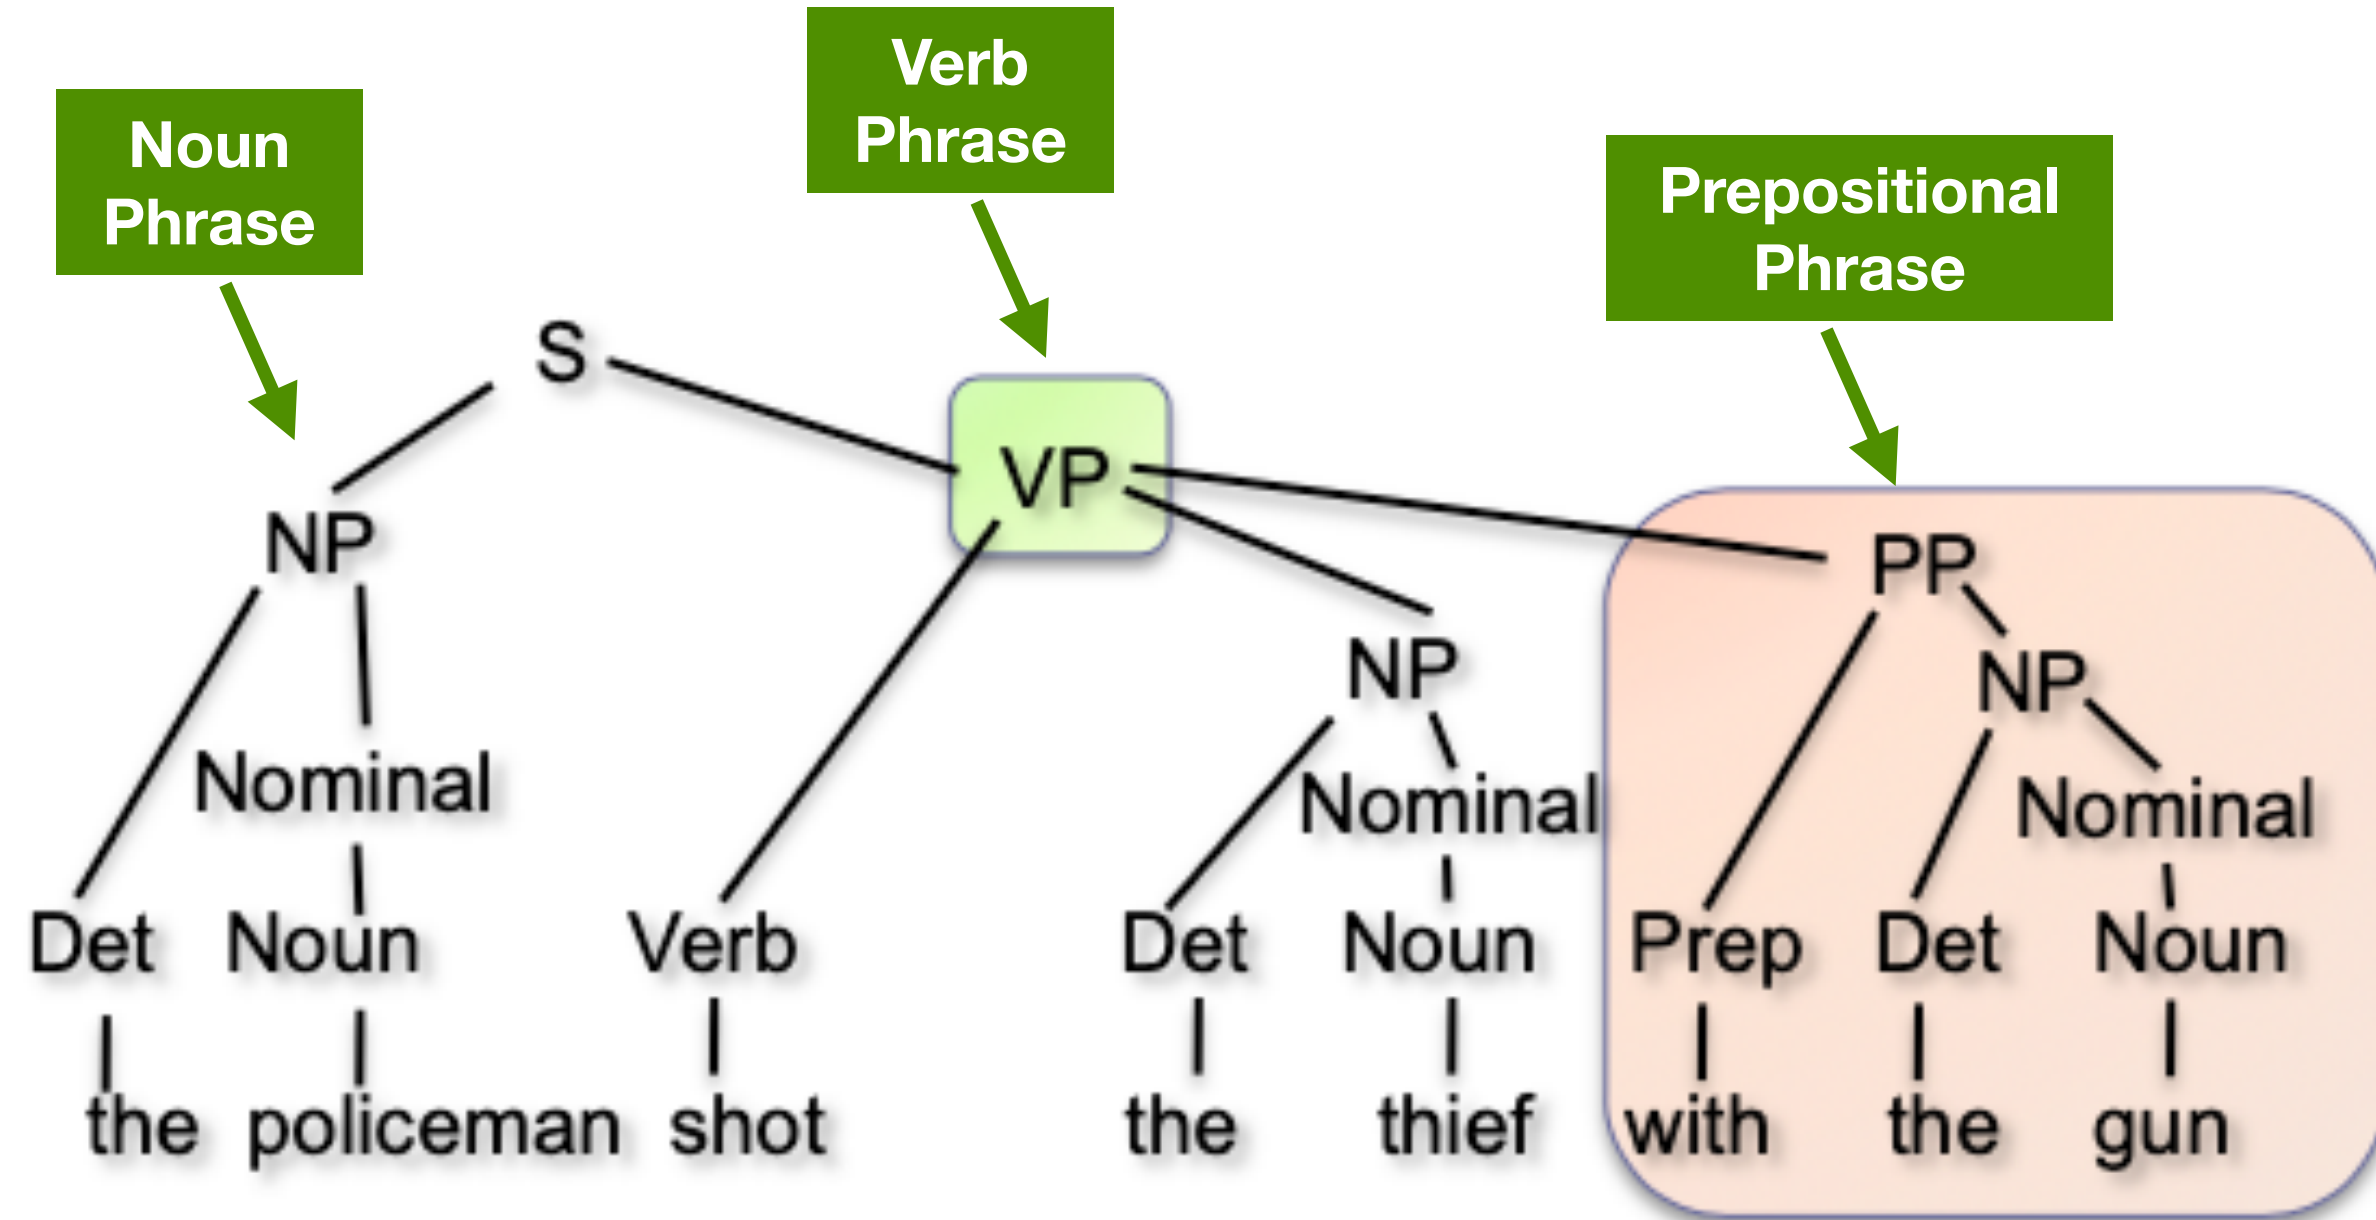 Verb
Phrase
Noun
Phrase
Prepositional
Phrase
S
VP
NP
PP
NP
NP
Nominal
Nominal
Nominal
Det Noun Verb Det Noun Prep Det Noun
the policeman shot the thief with the gun